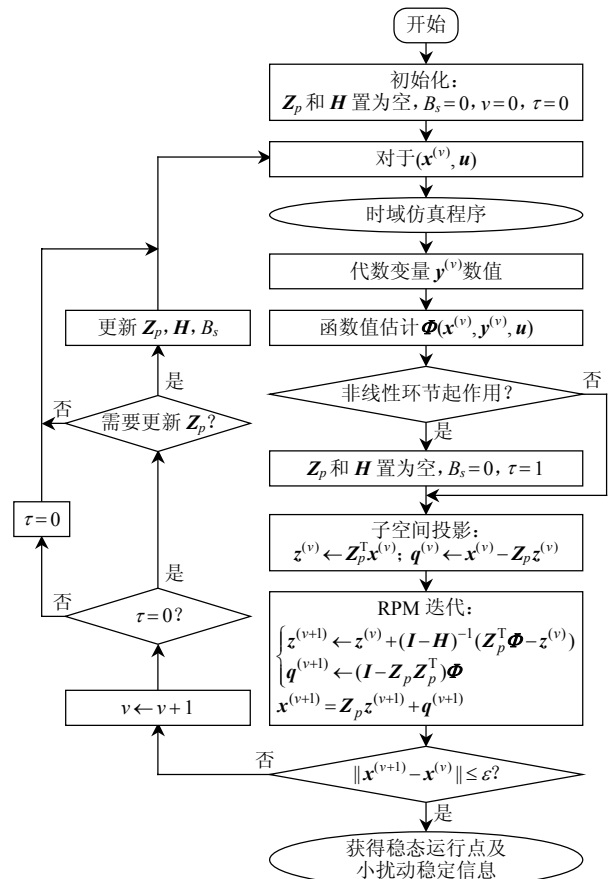 开始
初始化：
Z_p 和 H 置为空，B_s=0，v=0，τ=0
对于(x^{(v)}, u)
时域仿真程序
代数变量 y^{(v)}数值
函数值估计Φ(x^{(v)}, y^{(v)}, u)
非线性环节起作用？
否
是
Z_p 和 H 置为空，B_s=0，τ=1
子空间投影：
z^{(v)}←Z_p^T x^{(v)}; q^{(v)}←x^{(v)}−Z_p z^{(v)}
RPM 迭代：
z^{(v+1)}←z^{(v)}+(I−H)^{−1}(Z_p^TΦ−z^{(v)})
q^{(v+1)}←(I−Z_p Z_p^T)Φ
x^{(v+1)}=Z_p z^{(v+1)}+q^{(v+1)}
||x^{(v+1)}−x^{(v)}||≤ε?
否
是
获得稳态运行点及
小扰动稳定信息
v←v+1
τ=0?
否
是
τ=0
需要更新 Z_p？
否
是
更新 Z_p, H, B_s